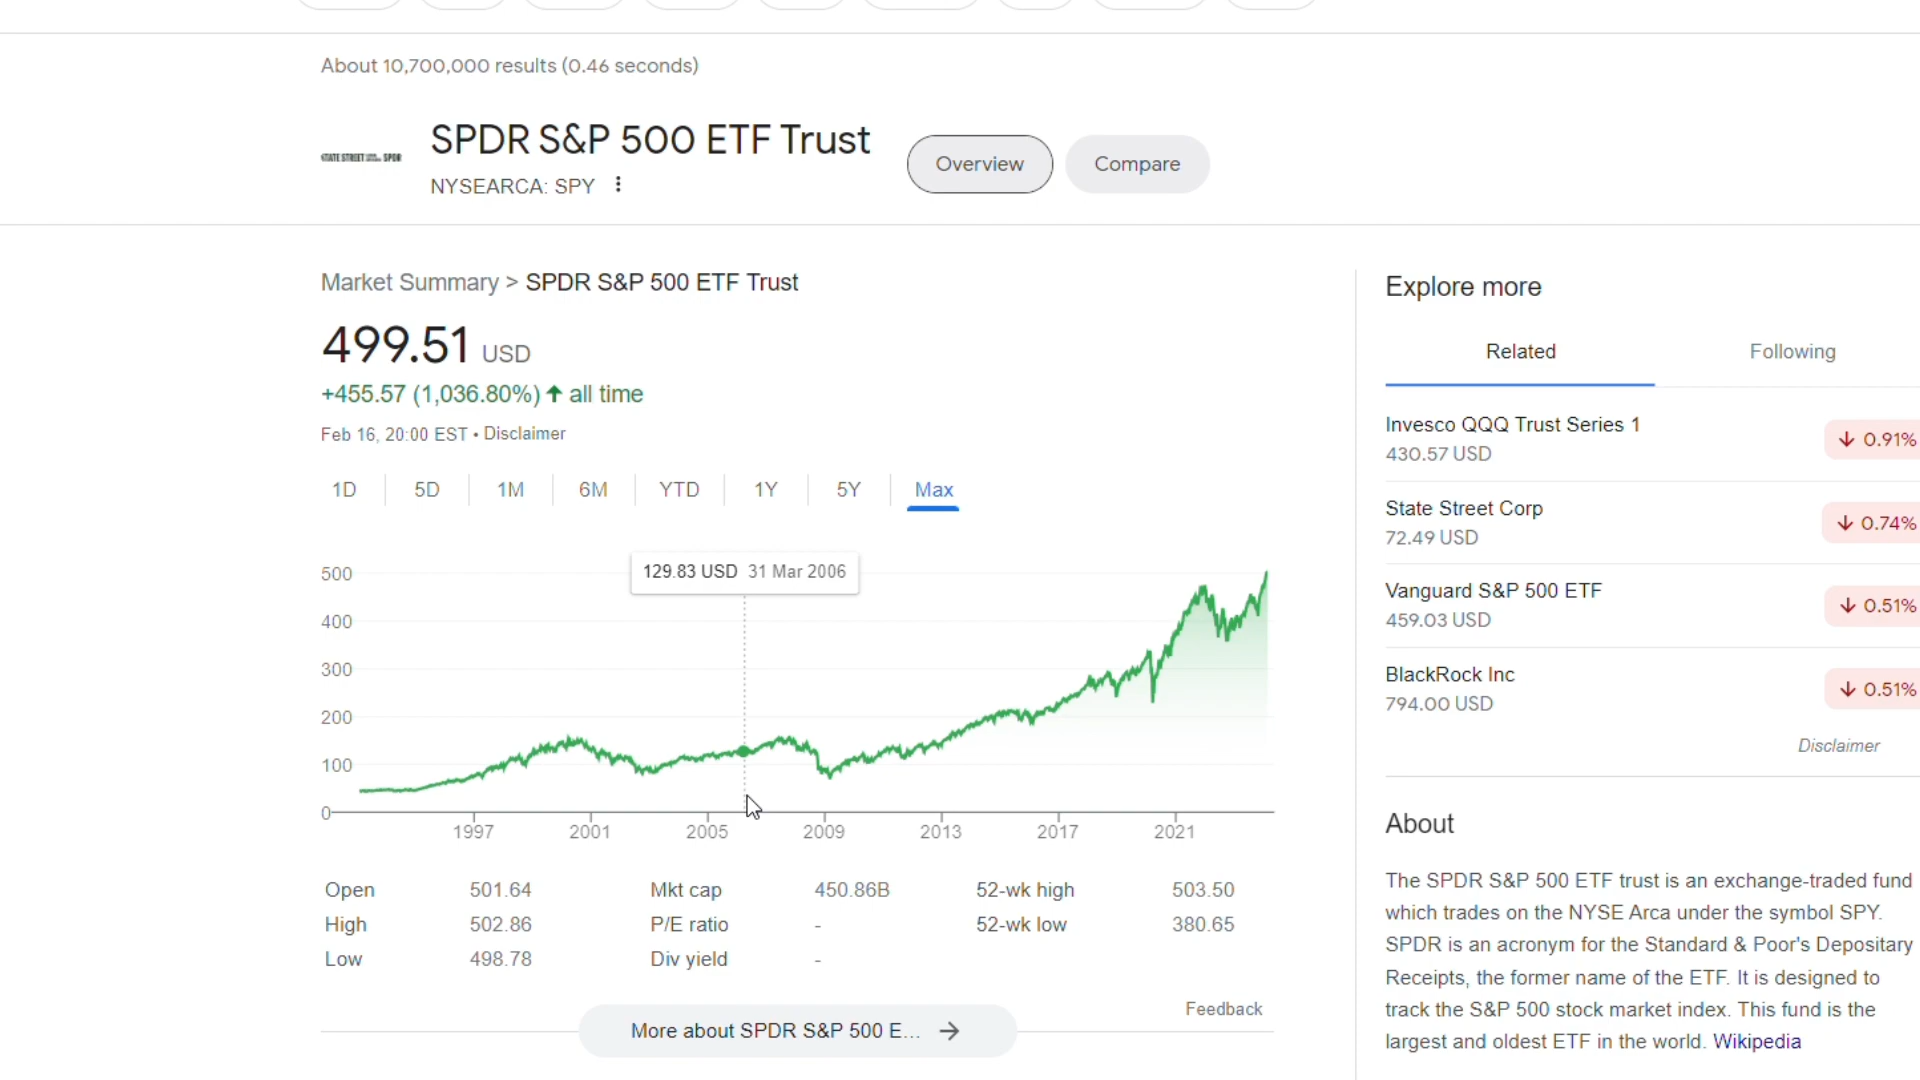 About 10,700,000 results (0.46 seconds)
SPDR S&P 500 ETF Trust
NYSEARCA: SPY
Overview
Compare
STATE STREET SPDR
Market Summary > SPDR S&P 500 ETF Trust
499.51 USD
+455.57 (1,036.80%) all time
Feb 16, 20:00 EST • Disclaimer
1D 5D 1M 6M YTD 1Y 5Y Max
129.83 USD 31 Mar 2006
500
400
300
200
100
0
1997 2001 2005 2009 2013 2017 2021
Open 501.64 Mkt cap 450.86B 52-wk high 503.50
High 502.86 P/E ratio - 52-wk low 380.65
Low 498.78 Div yield -
Feedback
More about SPDR S&P 500 E...
Explore more
Related Following
Invesco QQQ Trust Series 1
430.57 USD
0.91%
State Street Corp
72.49 USD
0.74%
Vanguard S&P 500 ETF
459.03 USD
0.51%
BlackRock Inc
794.00 USD
0.51%
Disclaimer
About
The SPDR S&P 500 ETF trust is an exchange-traded fund
which trades on the NYSE Arca under the symbol SPY.
SPDR is an acronym for the Standard & Poor's Depositary
Receipts, the former name of the ETF. It is designed to
track the S&P 500 stock market index. This fund is the
largest and oldest ETF in the world. Wikipedia